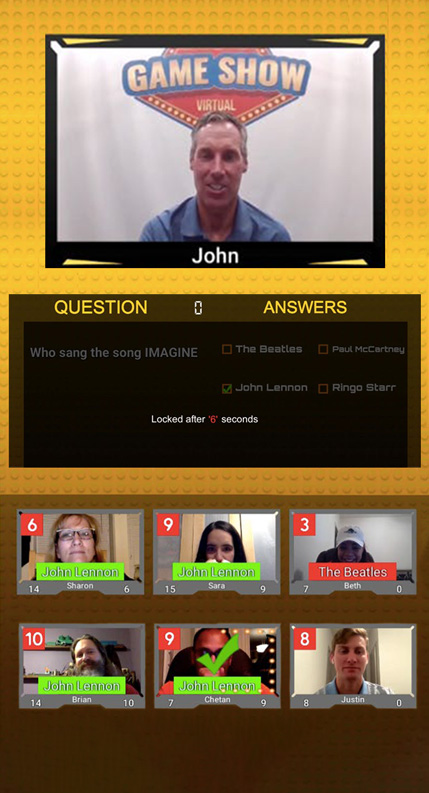 GAME SHOW
VIRTUAL
John
QUESTION 0 ANSWERS
Who sang the song IMAGINE
The Beatles
Paul McCartney
John Lennon
Ringo Starr
Locked after '6' seconds
6
John Lennon
14 Sharon 6
9
John Lennon
15 Sara 9
3
The Beatles
7 Beth 0
10
John Lennon
14 Brian 10
9
John Lennon
7 Chetan 9
8
8 Justin 0